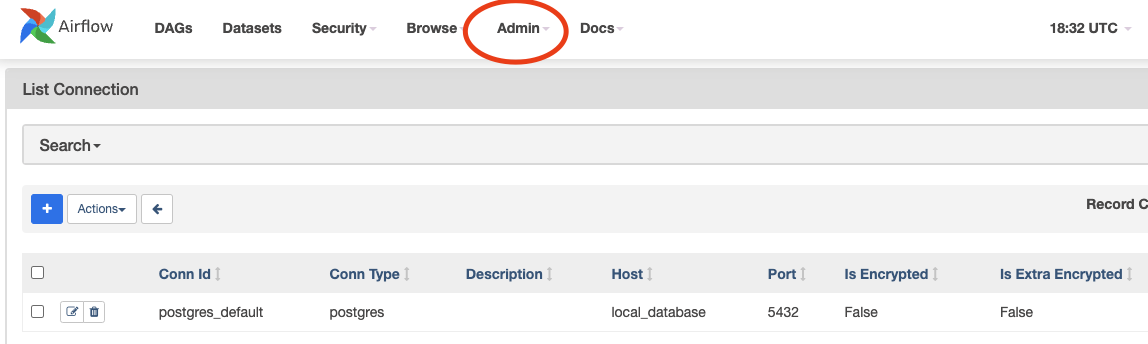 Airflow DAGs Datasets Security Browse Admin Docs 18:32 UTC
List Connection
Search
+ Actions
Record C
Conn Id Conn Type Description Host Port Is Encrypted Is Extra Encrypted
postgres_default postgres local_database 5432 False False